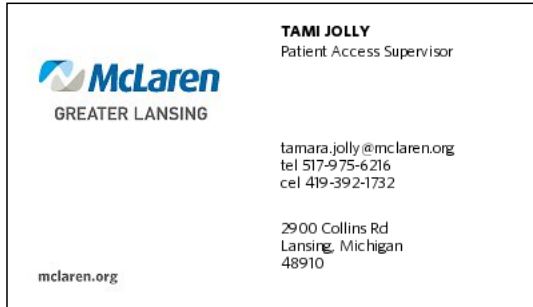 McLaren
GREATER LANSING
mclaren.org
TAMI JOLLY
Patient Access Supervisor
tamara.jolly@mclaren.org
tel 517-975-6216
cel 419-392-1732
2900 Collins Rd
Lansing, Michigan
48910